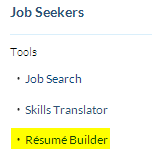 Job Seekers
Tools
• Job Search
• Skills Translator
• Résumé Builder